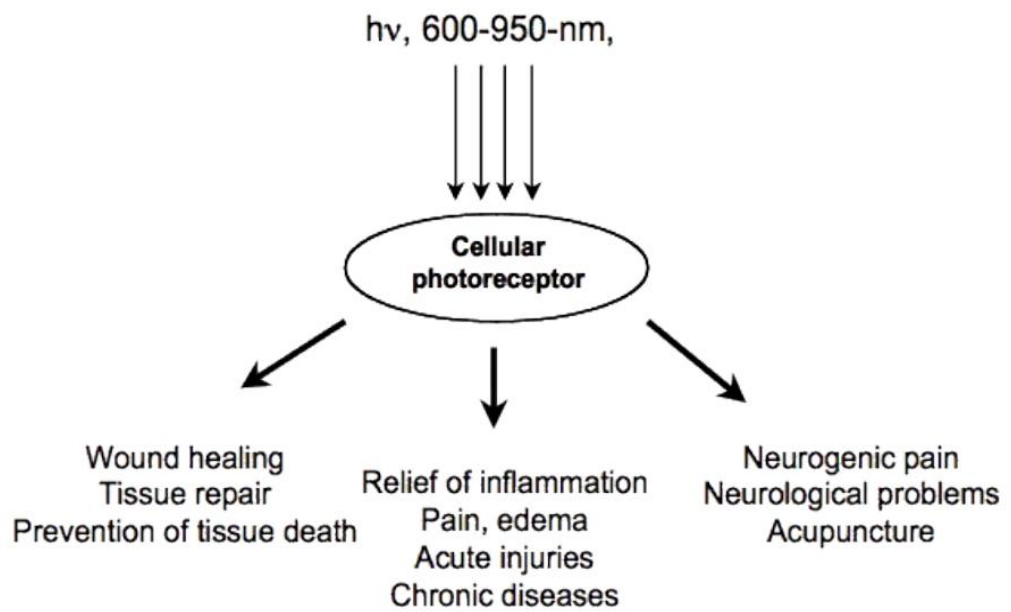 hν, 600-950-nm,
Cellular
photoreceptor
Wound healing
Tissue repair
Prevention of tissue death
Relief of inflammation
Pain, edema
Acute injuries
Chronic diseases
Neurogenic pain
Neurological problems
Acupuncture